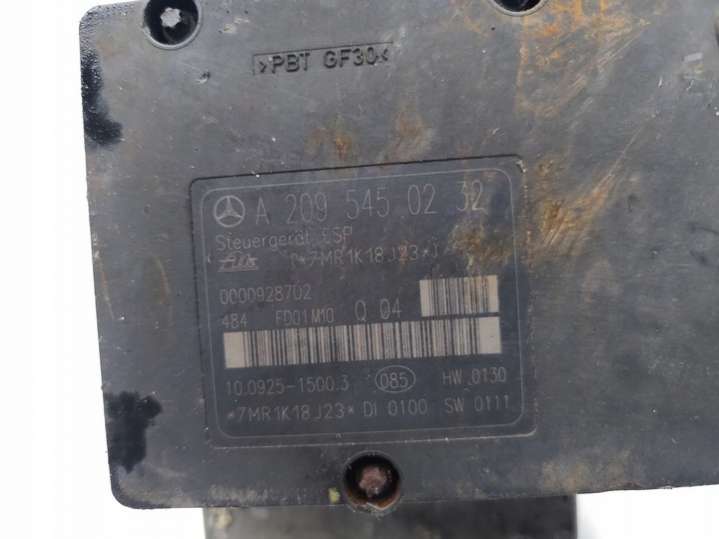 >PBT GF30<
A 209 545 02 32
Steuergerät ESP
*7MR1K18J23*
0000928702
484 FD01M10 Q 04
10.0925-1500.3 085 HW 0130
*7MR1K18J23* DI 0100 SW 0111